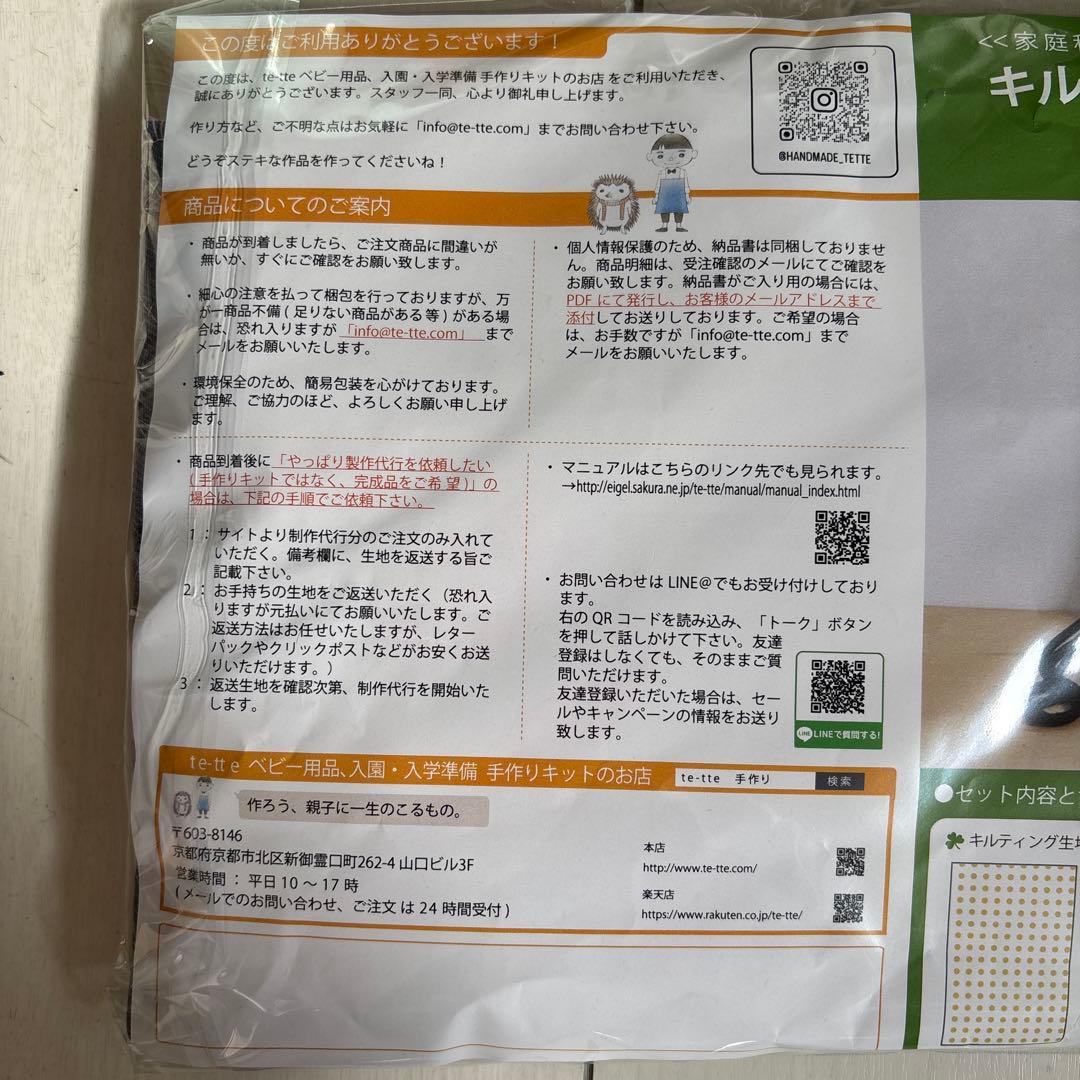 この度はご利用ありがとうございます！
この度は、te-tte ベビー用品、入園・入学準備 手作りキットのお店 をご利用いただき、
誠にありがとうございます。スタッフ一同、心より御礼申し上げます。
作り方など、ご不明な点はお気軽に「info@te-tte.com」までお問い合わせ下さい。
どうぞステキな作品を作ってくださいね！
@HANDMADE_TETTE
商品についてのご案内
・商品が到着しましたら、ご注文商品に間違いが
無いか、すぐにご確認をお願い致します。
・細心の注意を払って梱包を行っておりますが、万
が一商品不備 ( 足りない商品がある 等 ) がある場
合は、恐れ入りますが「info@te-tte.com」 まで
メールをお願いいたします。
・環境保全のため、簡易包装を心がけております。
ご理解、ご協力のほど、よろしくお願い申し上げ
ます。
・個人情報保護のため、納品書は同梱しておりませ
ん。商品明細は、受注確認のメールにてご確認を
お願い致します。納品書がご入り用の場合には、
PDF にて発行し、お客様のメールアドレスまで
添付してお送りしております。ご希望の場合
は、お手数ですが「info@te-tte.com」まで
メールをお願いいたします。
・商品到着後に「やっぱり製作代行を依頼したい
( 手作りキットではなく、完成品をご希望 )」の
場合は、下記の手順でご依頼下さい。
1：サイトより制作代行分のご注文のみ入れて
いただく。備考欄に、生地を返送する旨ご
記載下さい。
2：お手持ちの生地をご返送いただく（恐れ入
りますが元払いにてお願いいたします。ご
返送方法はお任せいたしますが、レター
パックやクリックポストなどがお安くお送
りいただけます。）
3：返送生地を確認次第、制作代行を開始いた
します。
・マニュアルはこちらのリンク先でも見られます。
→http://eigel.sakura.ne.jp/te-tte/manual/manual_index.html
・お問い合わせは LINE@でもお受け付けしており
ます。
右の QR コードを読み込み、「トーク」ボタン
を押して話しかけて下さい。友達
登録はしなくても、そのままご質
問いただけます。
友達登録いただいた場合は、セー
ルやキャンペーンの情報をお送り
致します。
LINE LINEで質問する!
te-tte ベビー用品、入園・入学準備 手作りキットのお店
te-tte 手作り 検索
作ろう、親子に一生のこるもの。
〒603-8146
京都府京都市北区新御霊口町262-4 山口ビル3F
営業時間 ： 平日 10 ～ 17 時
( メールでのお問い合わせ、ご注文 は 24 時間受付 )
本店
http://www.te-tte.com/
楽天店
https://www.rakuten.co.jp/te-tte/
<<家庭
キル
●セット内容と
キルティング生地